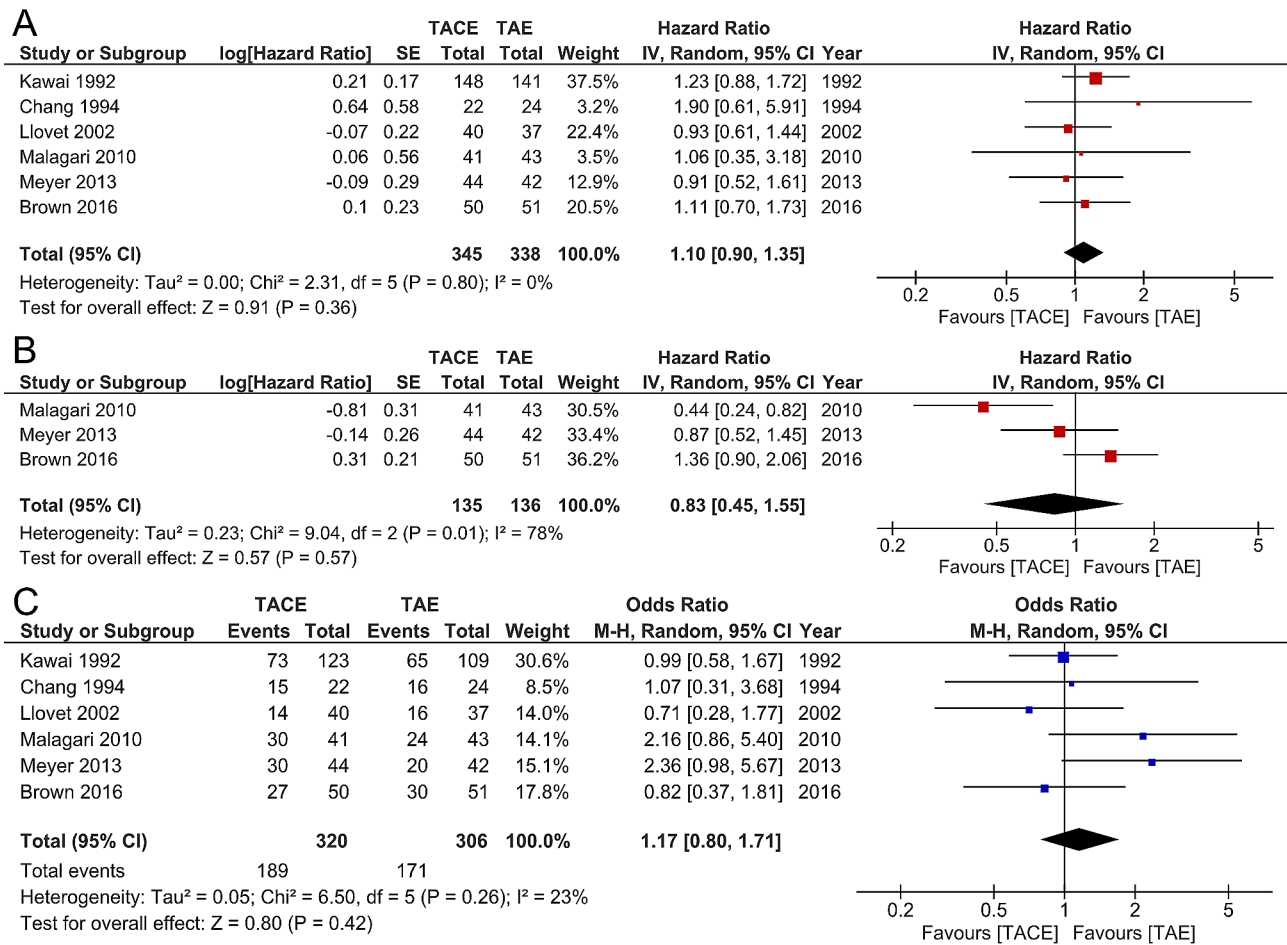 A
TACE TAE Hazard Ratio Hazard Ratio
Study or Subgroup log[Hazard Ratio] SE Total Total Weight IV, Random, 95% CI Year IV, Random, 95% CI
Kawai 1992 0.21 0.17 148 141 37.5% 1.23 [0.88, 1.72] 1992
Chang 1994 0.64 0.58 22 24 3.2% 1.90 [0.61, 5.91] 1994
Llovet 2002 -0.07 0.22 40 37 22.4% 0.93 [0.61, 1.44] 2002
Malagari 2010 0.06 0.56 41 43 3.5% 1.06 [0.35, 3.18] 2010
Meyer 2013 -0.09 0.29 44 42 12.9% 0.91 [0.52, 1.61] 2013
Brown 2016 0.1 0.23 50 51 20.5% 1.11 [0.70, 1.73] 2016
Total (95% CI) 345 338 100.0% 1.10 [0.90, 1.35]
Heterogeneity: Tau² = 0.00; Chi² = 2.31, df = 5 (P = 0.80); I² = 0%
Test for overall effect: Z = 0.91 (P = 0.36)
0.2 0.5 1 2 5
Favours [TACE] Favours [TAE]
B
TACE TAE Hazard Ratio Hazard Ratio
Study or Subgroup log[Hazard Ratio] SE Total Total Weight IV, Random, 95% CI Year IV, Random, 95% CI
Malagari 2010 -0.81 0.31 41 43 30.5% 0.44 [0.24, 0.82] 2010
Meyer 2013 -0.14 0.26 44 42 33.4% 0.87 [0.52, 1.45] 2013
Brown 2016 0.31 0.21 50 51 36.2% 1.36 [0.90, 2.06] 2016
Total (95% CI) 135 136 100.0% 0.83 [0.45, 1.55]
Heterogeneity: Tau² = 0.23; Chi² = 9.04, df = 2 (P = 0.01); I² = 78%
Test for overall effect: Z = 0.57 (P = 0.57)
0.2 0.5 1 2 5
Favours [TACE] Favours [TAE]
C
TACE TAE Odds Ratio Odds Ratio
Study or Subgroup Events Total Events Total Weight M-H, Random, 95% CI Year M-H, Random, 95% CI
Kawai 1992 73 123 65 109 30.6% 0.99 [0.58, 1.67] 1992
Chang 1994 15 22 16 24 8.5% 1.07 [0.31, 3.68] 1994
Llovet 2002 14 40 16 37 14.0% 0.71 [0.28, 1.77] 2002
Malagari 2010 30 41 24 43 14.1% 2.16 [0.86, 5.40] 2010
Meyer 2013 30 44 20 42 15.1% 2.36 [0.98, 5.67] 2013
Brown 2016 27 50 30 51 17.8% 0.82 [0.37, 1.81] 2016
Total (95% CI) 320 306 100.0% 1.17 [0.80, 1.71]
Total events 189 171
Heterogeneity: Tau² = 0.05; Chi² = 6.50, df = 5 (P = 0.26); I² = 23%
Test for overall effect: Z = 0.80 (P = 0.42)
0.2 0.5 1 2 5
Favours [TACE] Favours [TAE]